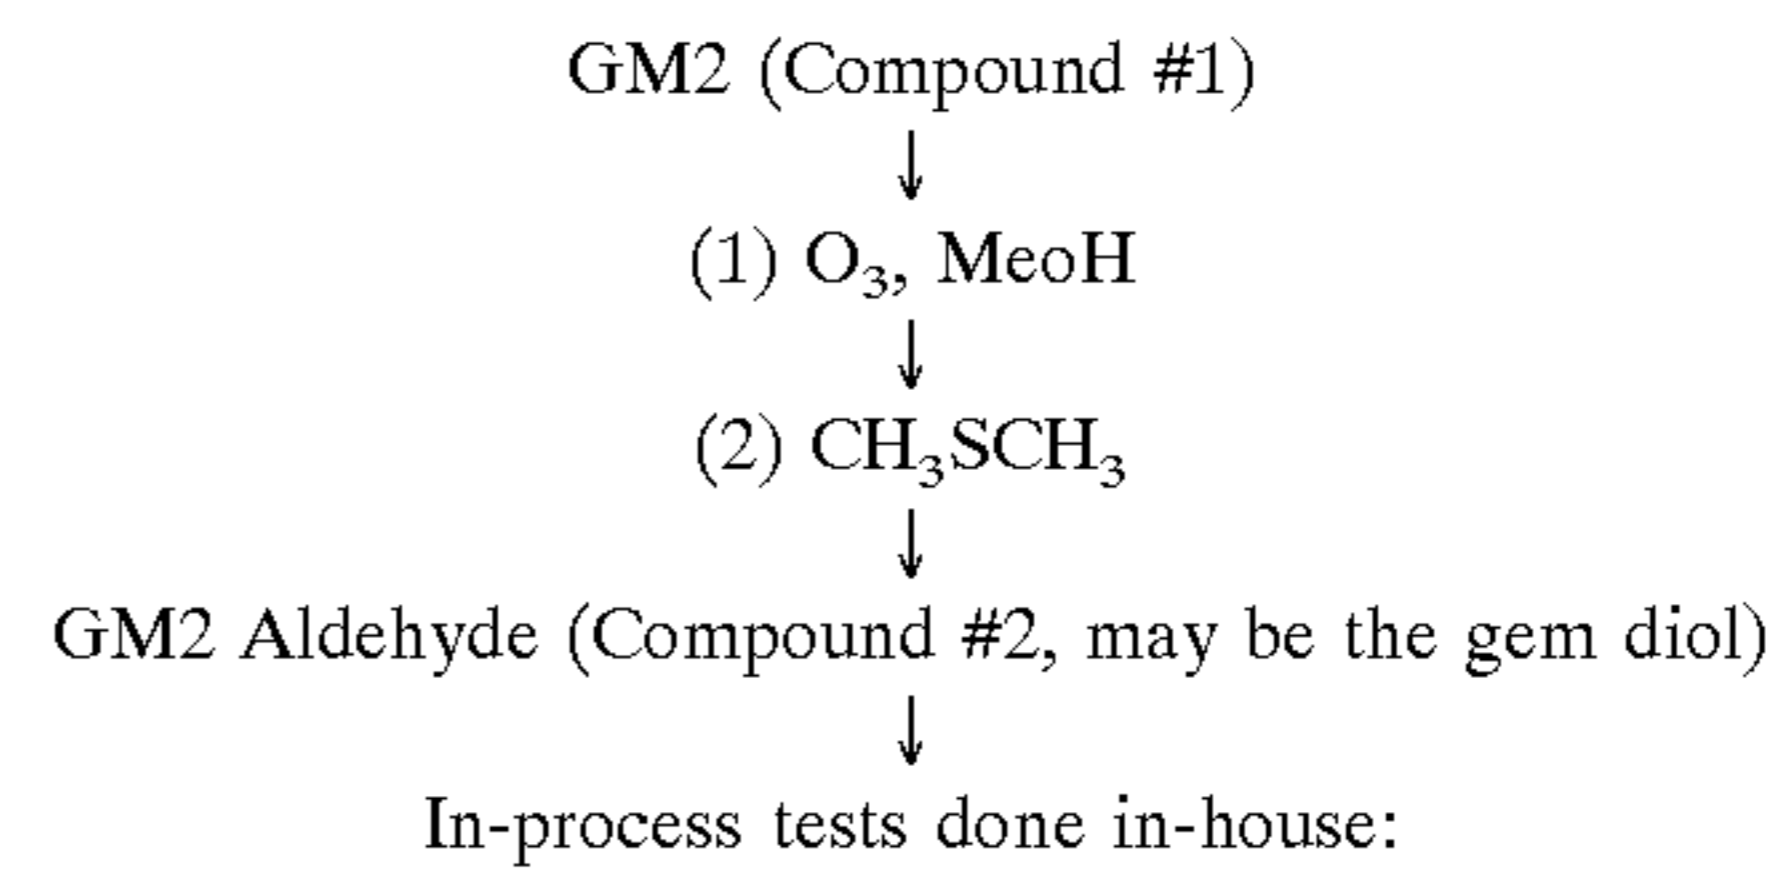 GM2 (Compound #1)
↓
(1) O₃, MeoH
↓
(2) CH₃SCH₃
↓
GM2 Aldehyde (Compound #2, may be the gem diol)
↓
In-process tests done in-house: